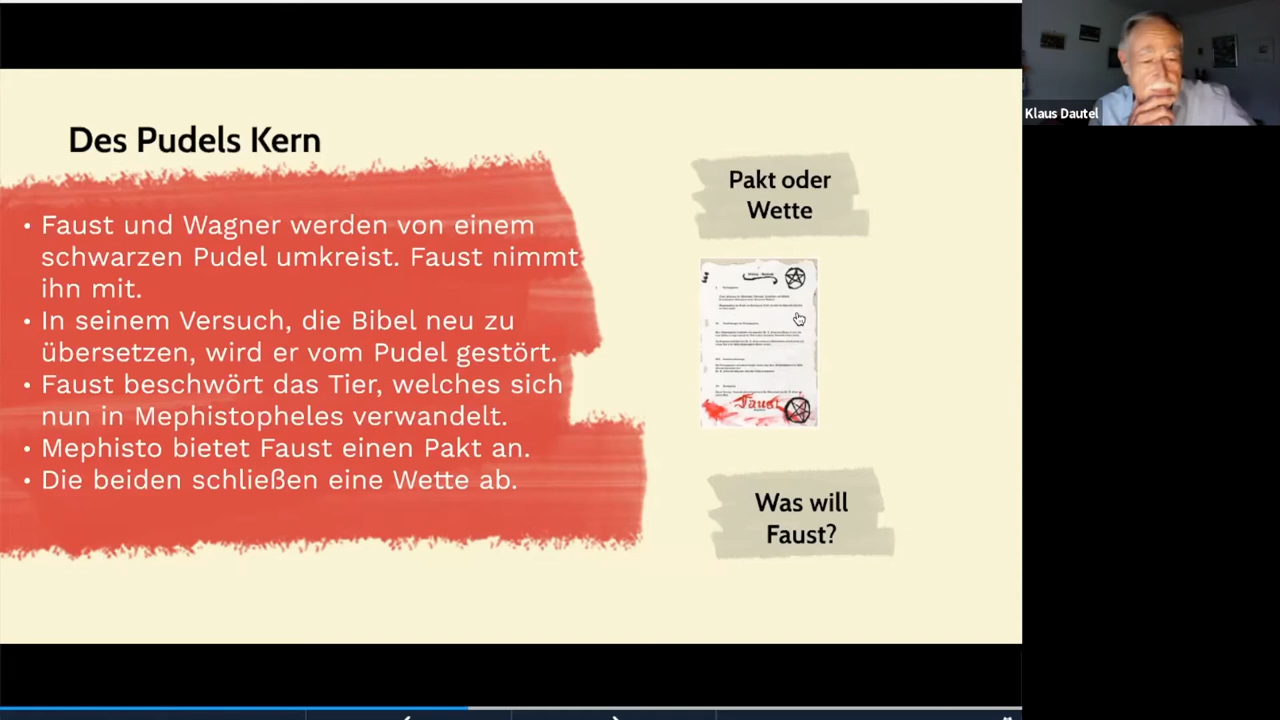 Des Pudels Kern
• Faust und Wagner werden von einem
schwarzen Pudel umkreist. Faust nimmt
ihn mit.
• In seinem Versuch, die Bibel neu zu
übersetzen, wird er vom Pudel gestört.
• Faust beschwört das Tier, welches sich
nun in Mephistopheles verwandelt.
• Mephisto bietet Faust einen Pakt an.
• Die beiden schließen eine Wette ab.
Pakt oder
Wette
Faust
Was will
Faust?
Klaus Dautel